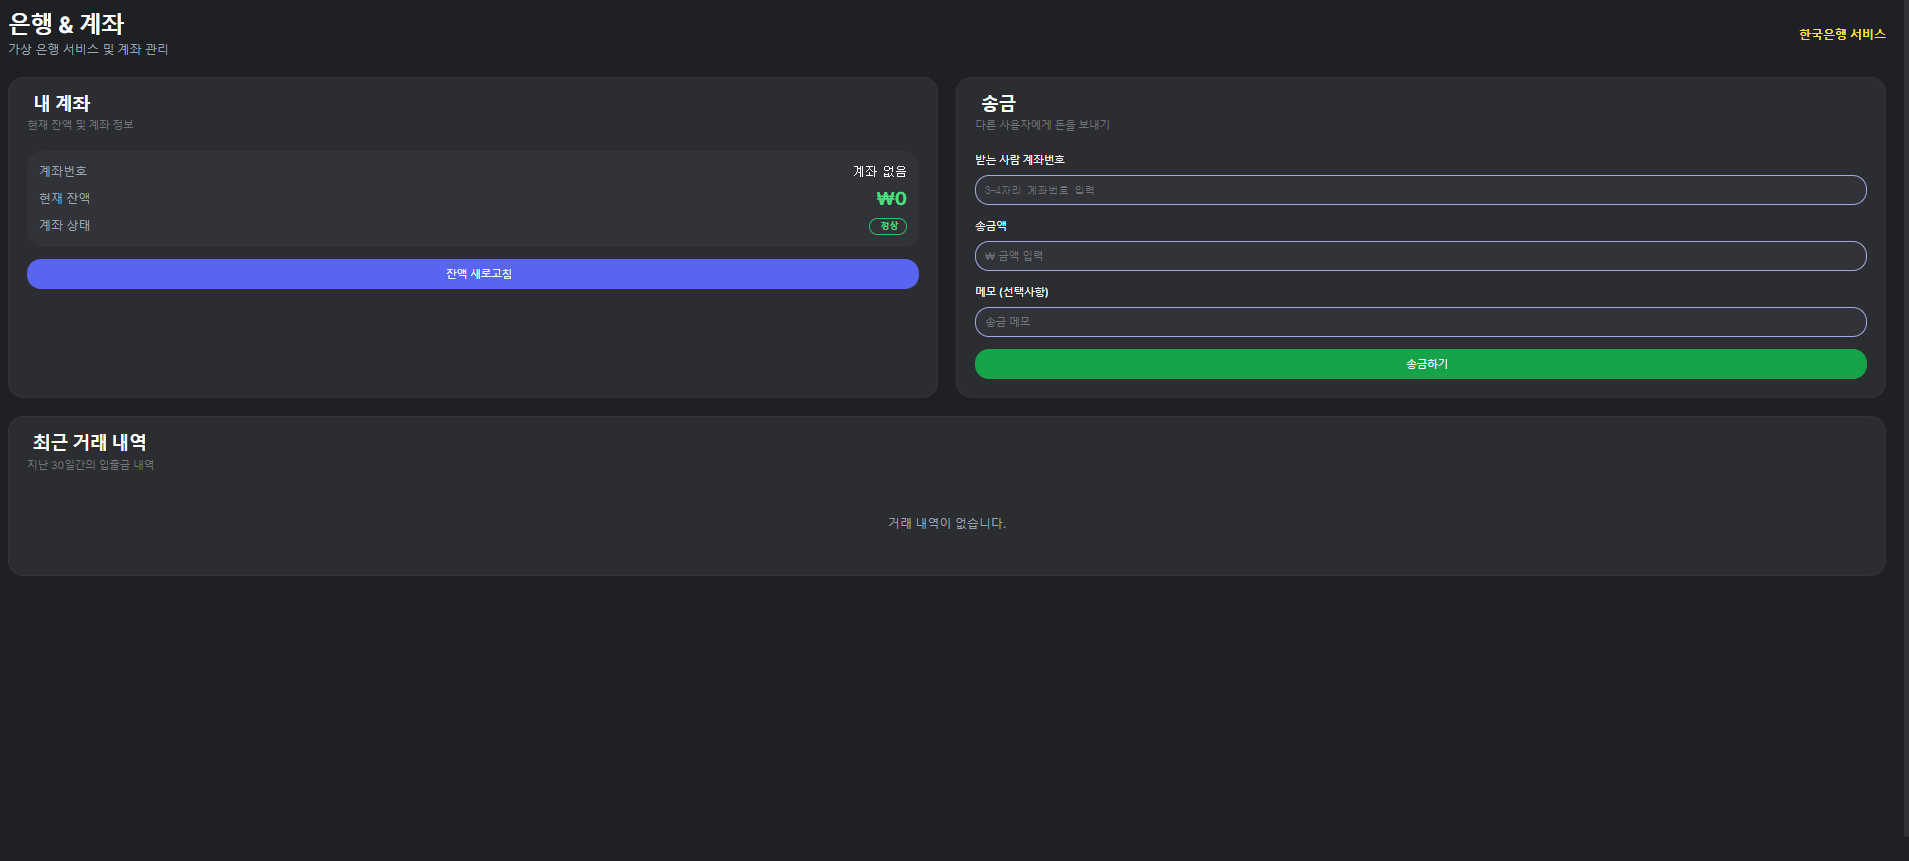 은행 & 계좌
가상 은행 서비스 및 계좌 관리
한국은행 서비스
내 계좌
현재 잔액 및 계좌 정보
계좌번호
계좌 없음
현재 잔액
₩0
계좌 상태
정상
잔액 새로고침
송금
다른 사용자에게 돈을 보내기
받는 사람 계좌번호
3-4자리 계좌번호 입력
송금액
₩ 금액 입력
메모 (선택사항)
송금 메모
송금하기
최근 거래 내역
지난 30일간의 입출금 내역
거래 내역이 없습니다.